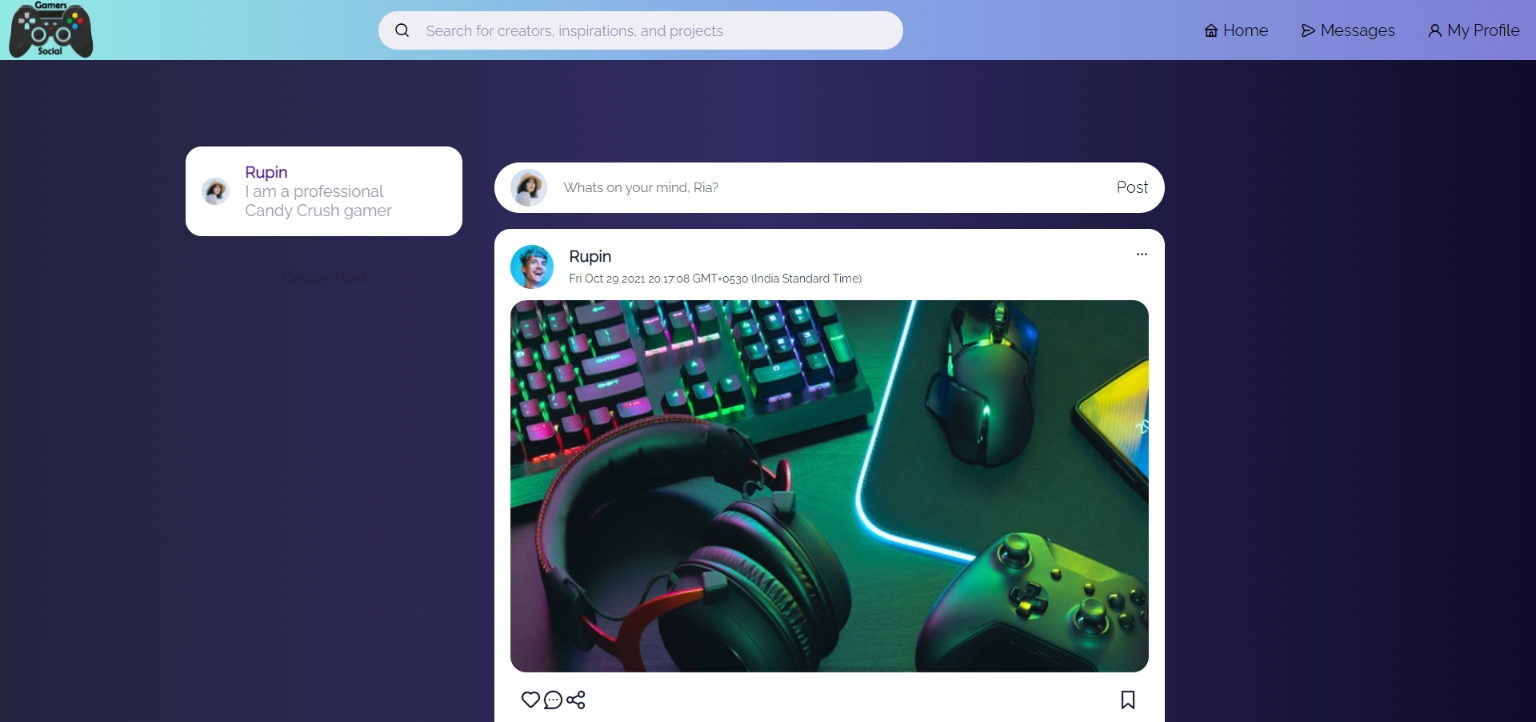 Gamers
Social
Search for creators, inspirations, and projects
Home
Messages
My Profile
Rupin
I am a professional
Candy Crush gamer
Create Post
Whats on your mind, Ria?
Post
Rupin
...
Fri Oct 29 2021 20:17:08 GMT+0530 (India Standard Time)
ENTER
SHIFT